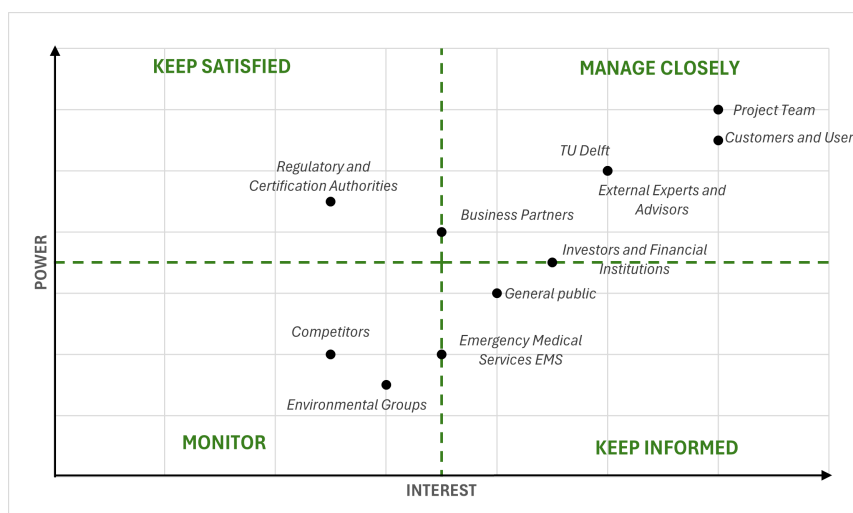 KEEP SATISFIED
MANAGE CLOSELY
Project Team
Customers and User
TU Delft
Regulatory and
Certification Authorities
External Experts and
Advisors
Business Partners
Investors and Financial
Institutions
POWER
General public
Competitors
Emergency Medical
Services EMS
Environmental Groups
MONITOR
KEEP INFORMED
INTEREST